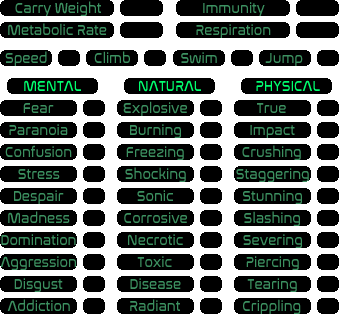 Carry Weight Immunity
Metabolic Rate Respiration
Speed Climb Swim Jump
MENTAL NATURAL PHYSICAL
Fear Explosive True
Paranoia Burning Impact
Confusion Freezing Crushing
Stress Shocking Staggering
Despair Sonic Stunning
Madness Corrosive Slashing
Domination Necrotic Severing
Aggression Toxic Piercing
Disgust Disease Tearing
Addiction Radiant Crippling